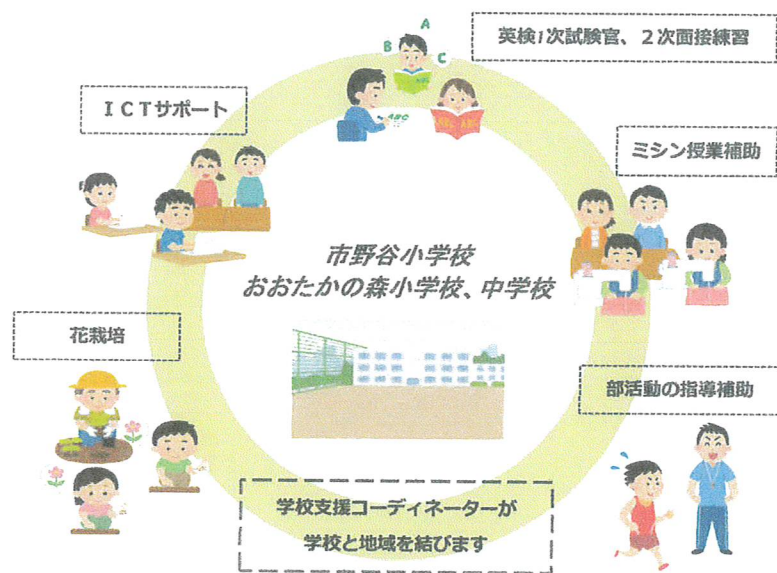 A
B
C
英検1次試験官、2次面接練習
ICTサポート
ミシン授業補助
市野谷小学校
おおたかの森小学校、中学校
花栽培
部活動の指導補助
学校支援コーディネーターが
学校と地域を結びます